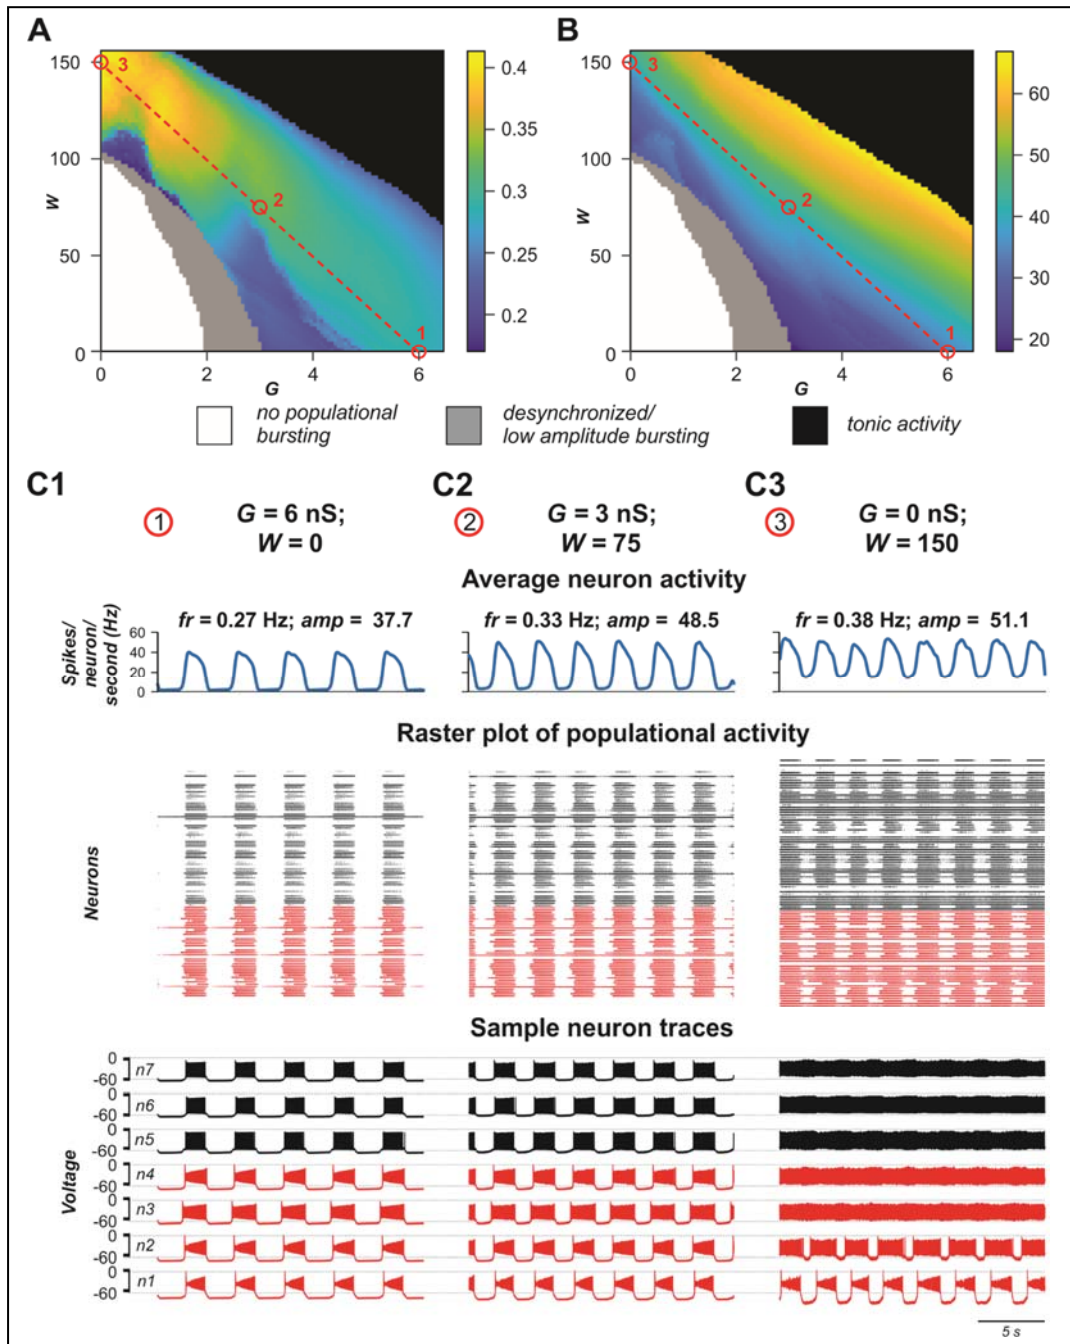 A
B
150
100
50
0
W
0
2
4
6
G
3
2
1
0.4
0.35
0.3
0.25
0.2
150
100
50
0
W
0
2
4
6
G
3
2
1
60
50
40
30
20
no populational
bursting
desynchronized/
low amplitude bursting
tonic activity
C1
C2
C3
1
G = 6 nS;
W = 0
2
G = 3 nS;
W = 75
3
G = 0 nS;
W = 150
Average neuron activity
Spikes/
neuron/
second (Hz)
60
40
20
0
fr = 0.27 Hz; amp = 37.7
fr = 0.33 Hz; amp = 48.5
fr = 0.38 Hz; amp = 51.1
Raster plot of populational activity
Neurons
Sample neuron traces
Voltage
0
-60
n7
0
-60
n6
0
-60
n5
0
-60
n4
0
-60
n3
0
-60
n2
0
-60
n1
5 s